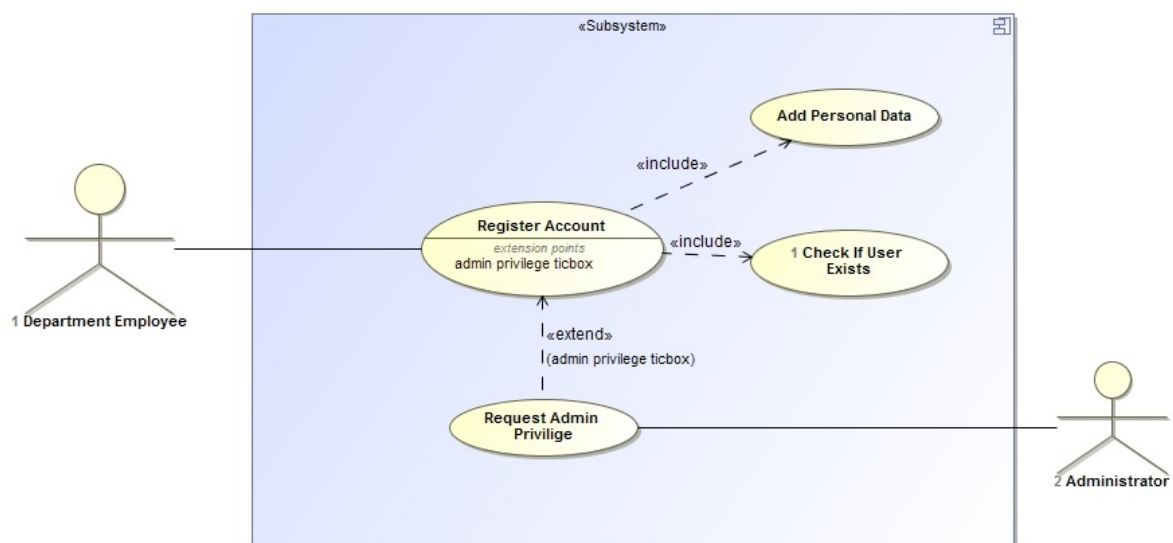 «Subsystem»
Add Personal Data
«include»
Register Account
extension points
admin privilege ticbox
«include»
1 Check If User
Exists
1 Department Employee
«extend»
(admin privilege ticbox)
Request Admin
Privilige
2 Administrator